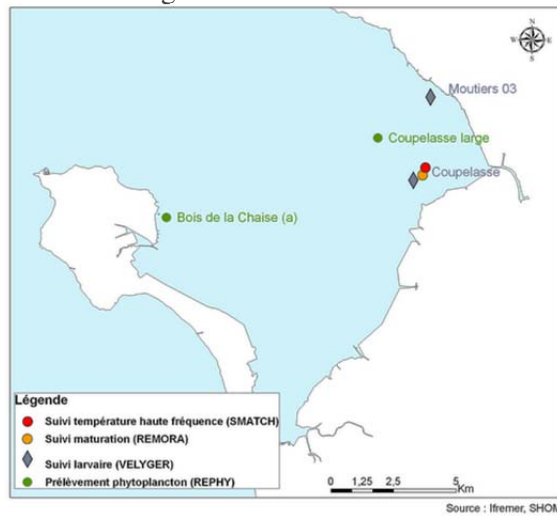 N
W E
S
Moutiers 03
Coupelasse large
Coupelasse
Bois de la Chaise (a)
Légende
Suivi température haute fréquence (SMATCH)
Suivi maturation (REMORA)
Suivi larvaire (VELYGER)
Prélèvement phytoplancton (REPHY)
0 1,25 2,5 5
Km
Source : Ifremer, SHON